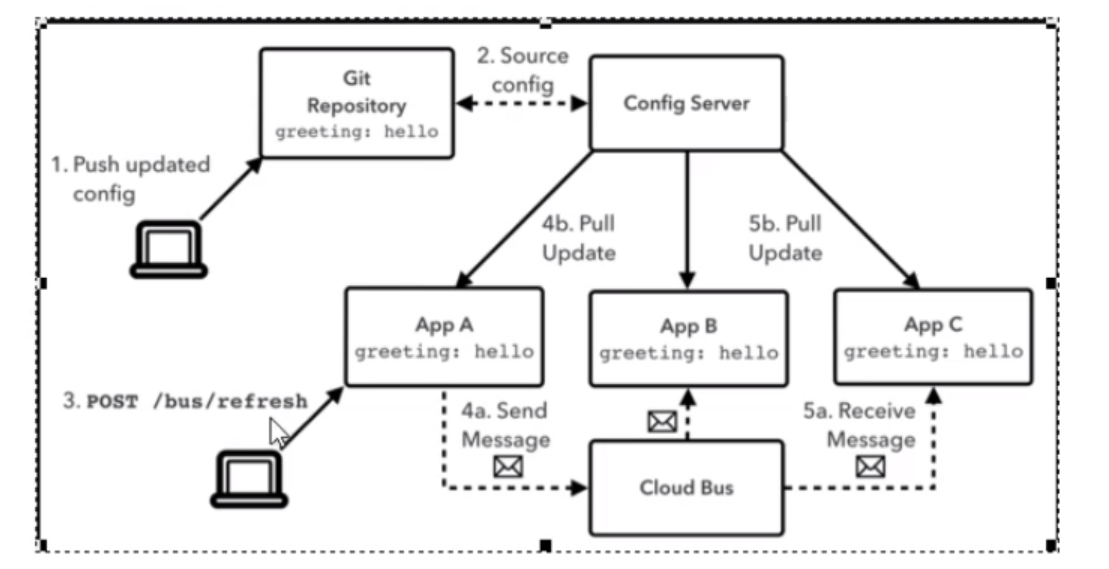 Git
Repository
greeting: hello
2. Source
config
Config Server
1. Push updated
config
4b. Pull
Update
5b. Pull
Update
App A
greeting: hello
App B
greeting: hello
App C
greeting: hello
3. POST /bus/refresh
4a. Send
Message
5a. Receive
Message
Cloud Bus